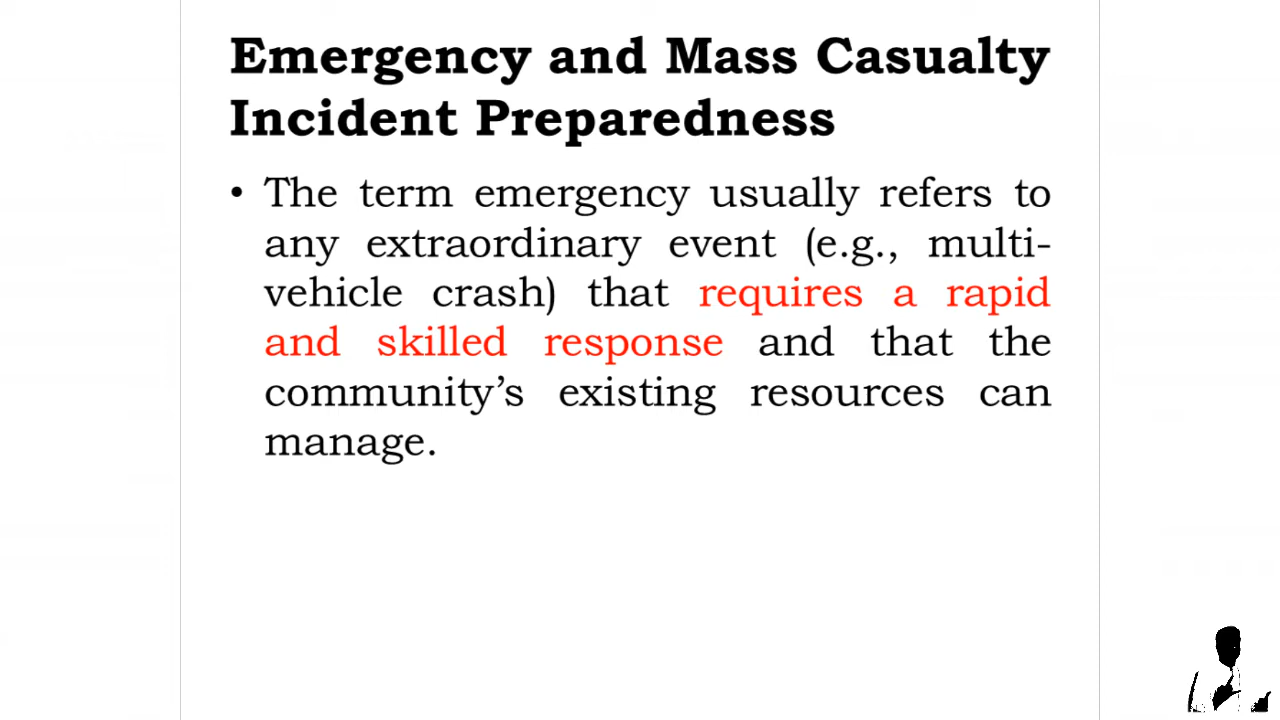 Emergency and Mass Casualty
Incident Preparedness
• The term emergency usually refers to
any extraordinary event (e.g., multi-
vehicle crash) that requires a rapid
and skilled response and that the
community’s existing resources can
manage.